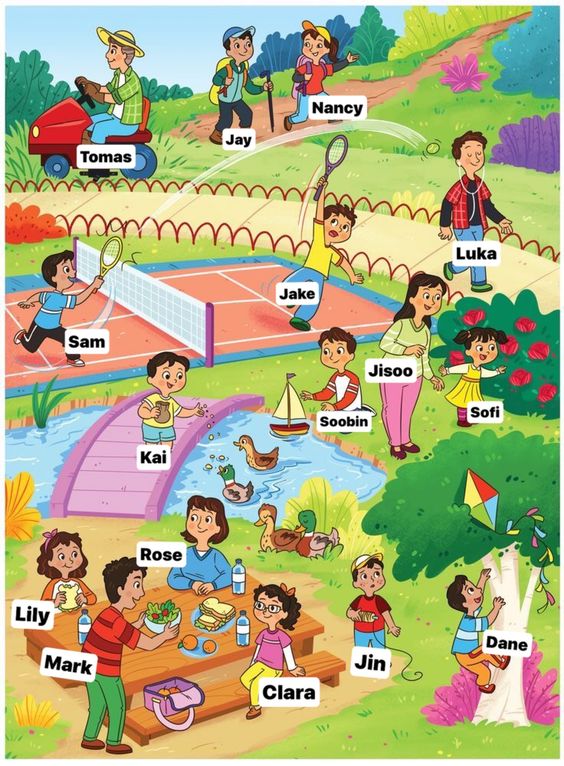 Nancy
Jay
Tomas
Luka
Jake
Sam
Jisoo
Sofi
Soobin
Kai
Rose
Lily
Dane
Mark
Jin
Clara